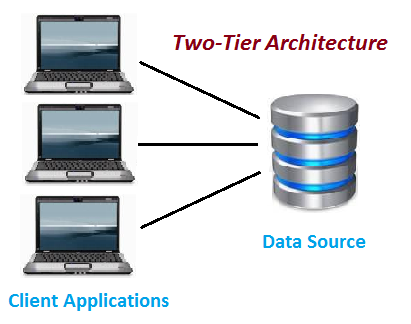 Two-Tier Architecture
Data Source
Client Applications